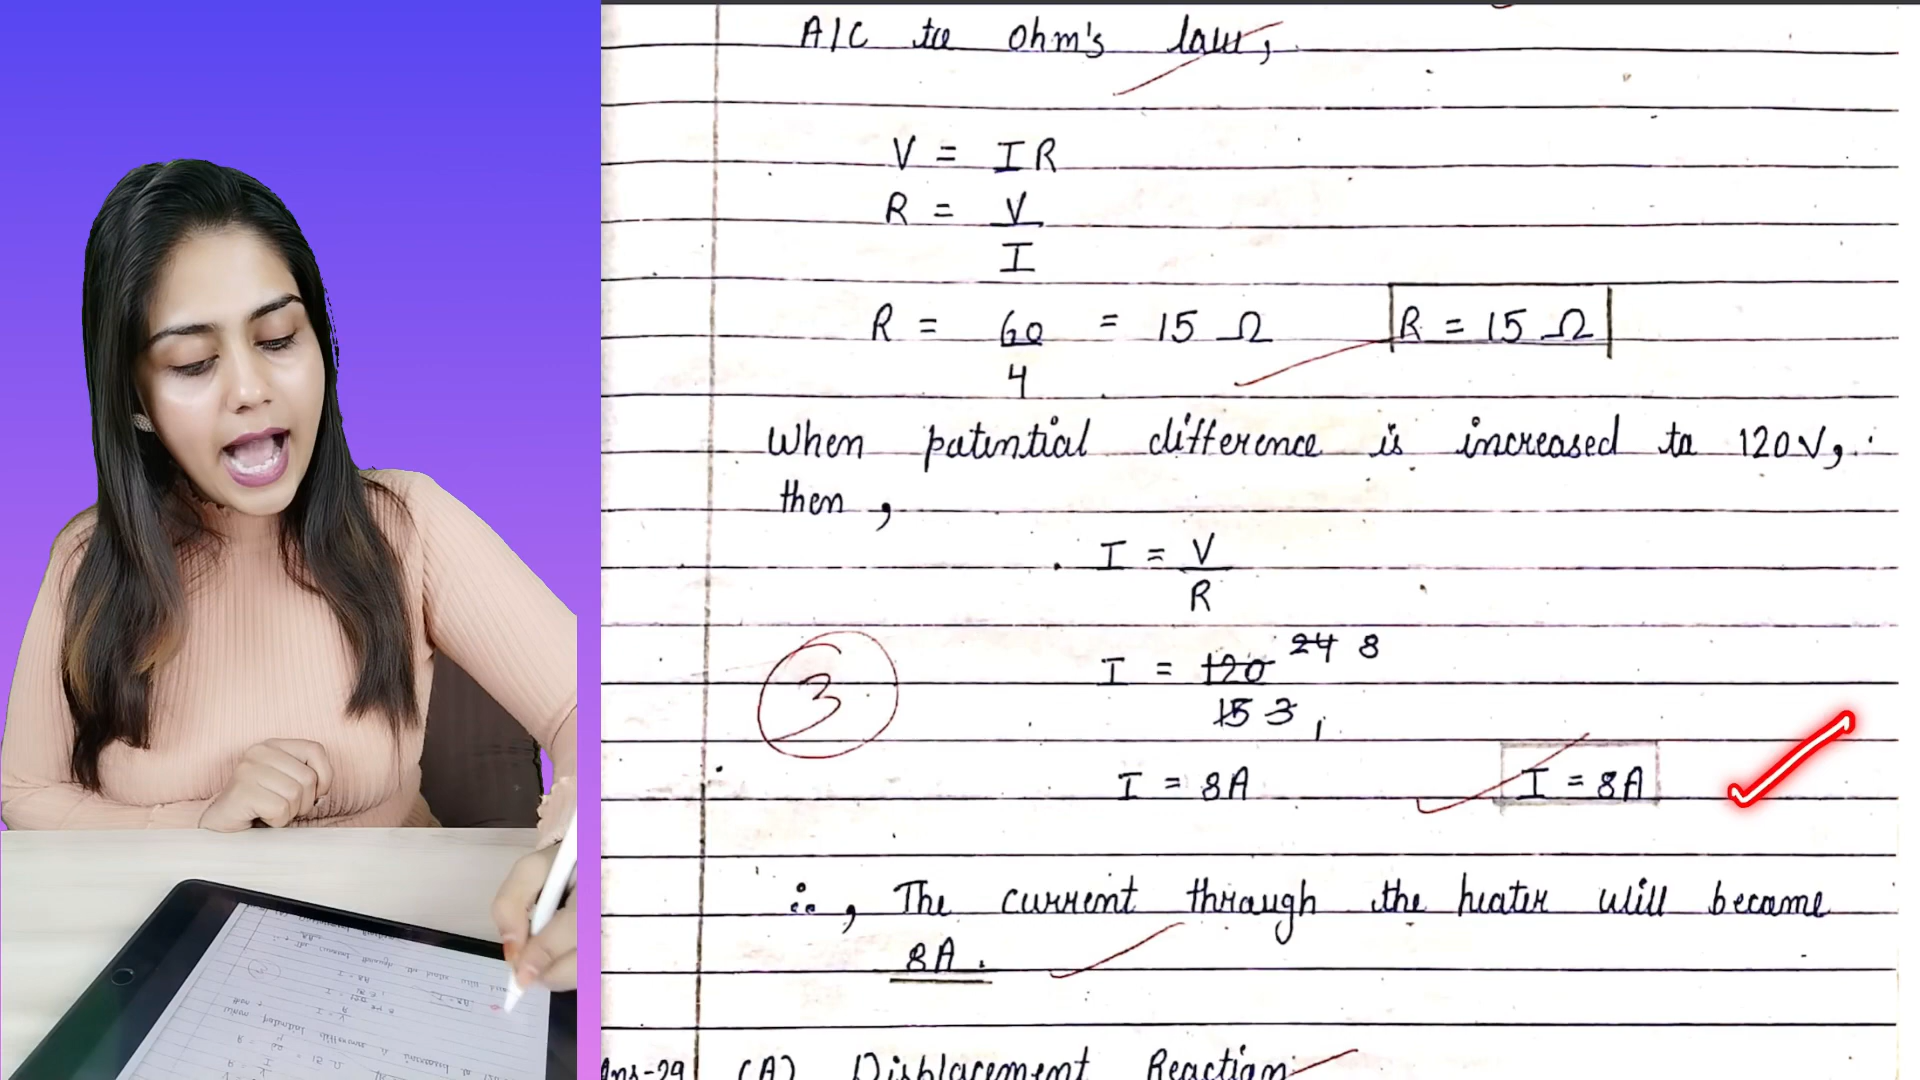 A/C to Ohm's law,
V = IR
R = V
I
R = 60 = 15 Ω R = 15 Ω
4
When potential difference is increased to 120V,
then,
I = V
R
I = 120 24 8
3 15 3 1
I = 8A I = 8A
∴, The current through the heater will become
8A.
Ans-29 (A) Displacement Reaction